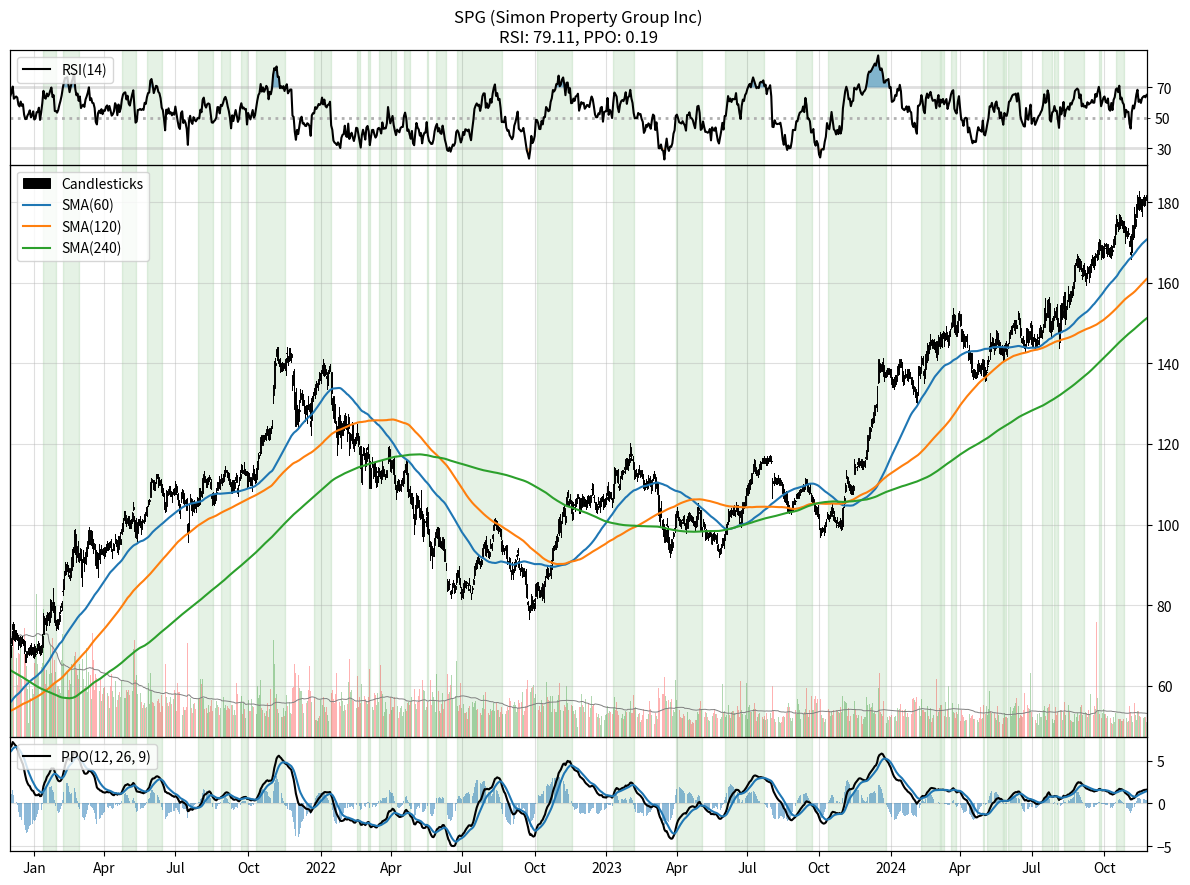 SPG (Simon Property Group Inc)
RSI: 79.11, PPO: 0.19
RSI(14)
70
50
30
Candlesticks
SMA(60)
SMA(120)
SMA(240)
180
160
140
120
100
80
60
PPO(12, 26, 9)
5
0
−5
Jan Apr Jul Oct 2022 Apr Jul Oct 2023 Apr Jul Oct 2024 Apr Jul Oct